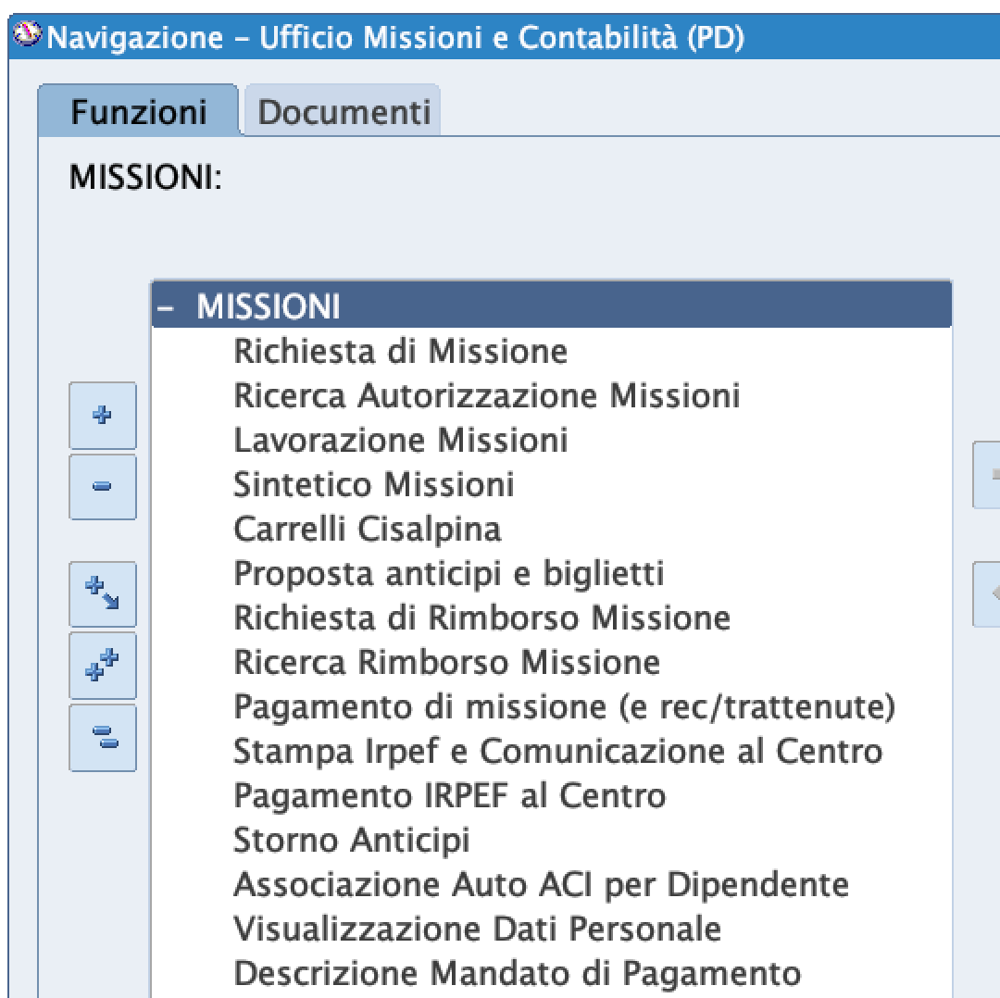 Navigazione – Ufficio Missioni e Contabilità (PD)
Funzioni Documenti
MISSIONI:
– MISSIONI
Richiesta di Missione
Ricerca Autorizzazione Missioni
Lavorazione Missioni
Sintetico Missioni
Carrelli Cisalpina
Proposta anticipi e biglietti
Richiesta di Rimborso Missione
Ricerca Rimborso Missione
Pagamento di missione (e rec/trattenute)
Stampa Irpef e Comunicazione al Centro
Pagamento IRPEF al Centro
Storno Anticipi
Associazione Auto ACI per Dipendente
Visualizzazione Dati Personale
Descrizione Mandato di Pagamento